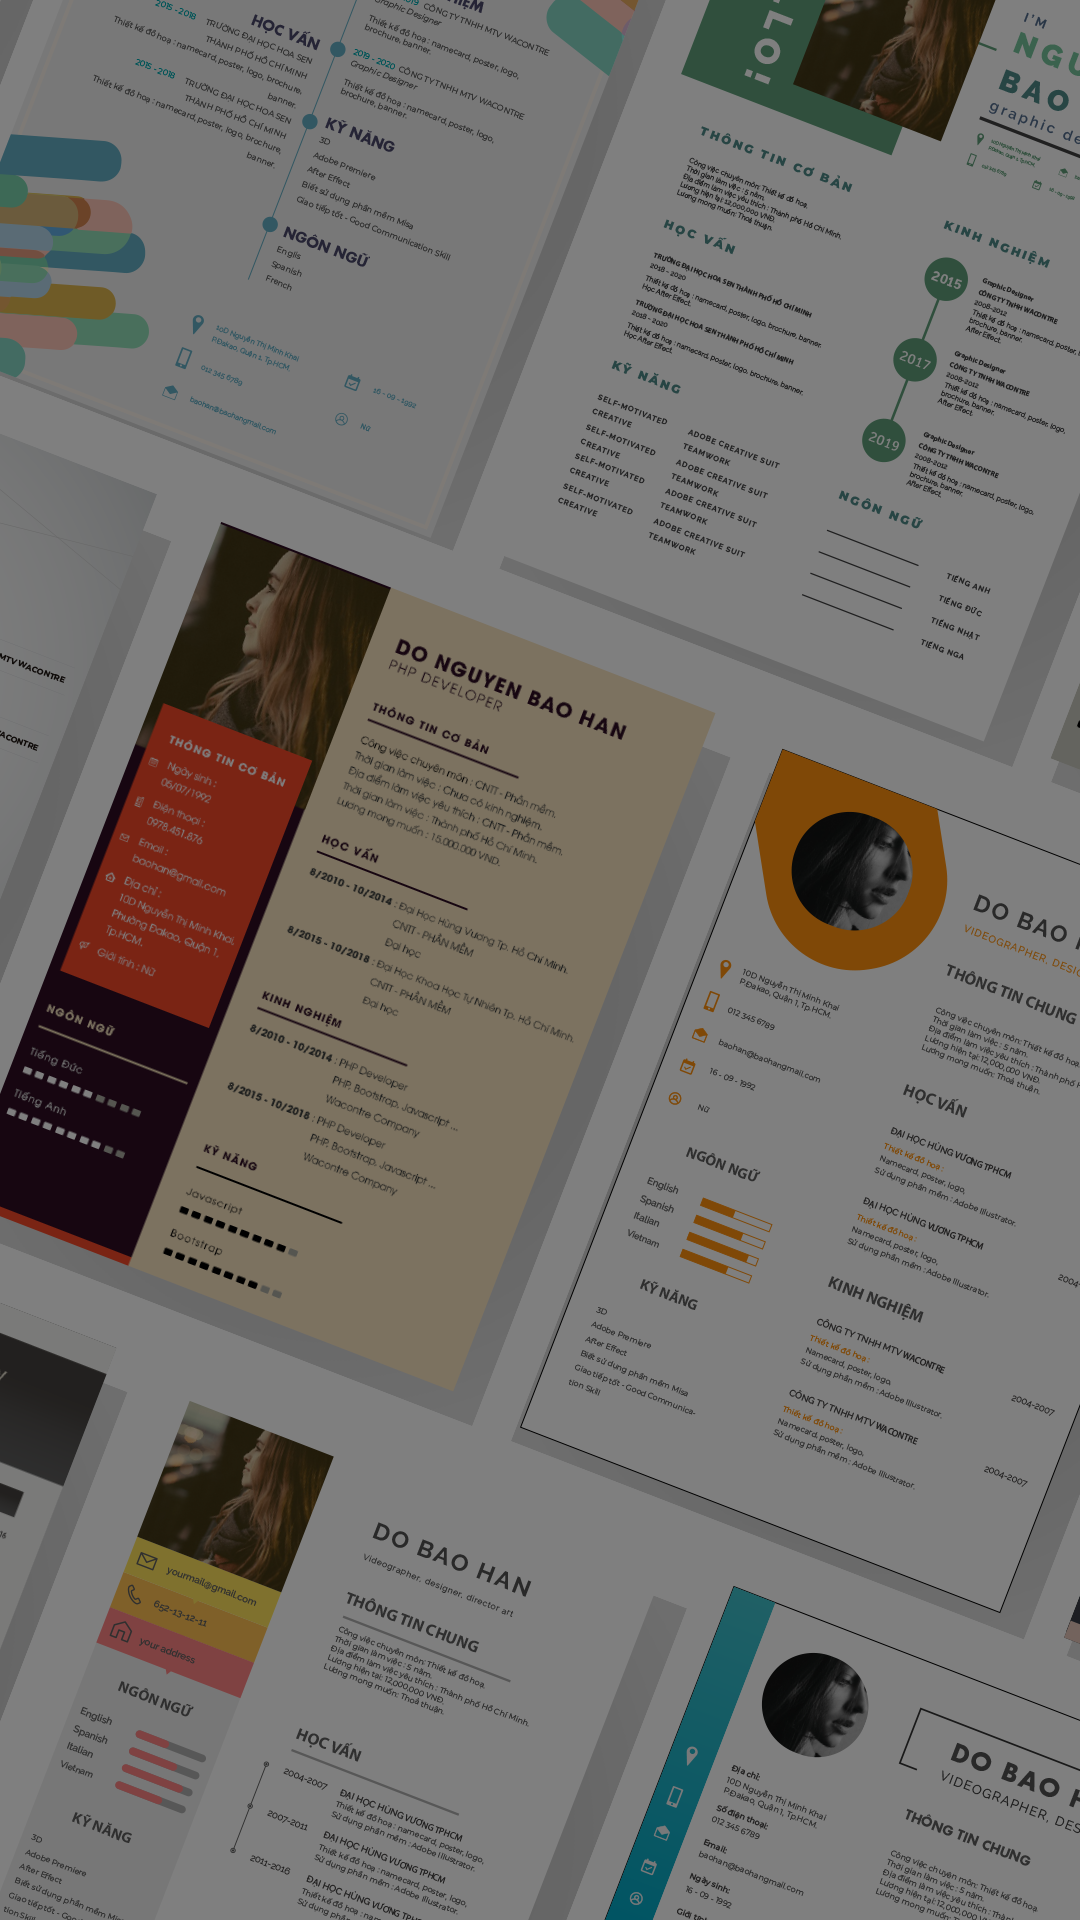 HỌC VẤN
2015 - 2018
TRƯỜNG ĐẠI HỌC HOA SEN
THÀNH PHỐ HỒ CHÍ MINH
Thiết kế đồ hoạ : namecard, poster, logo, brochure,
banner.
2015 - 2018
TRƯỜNG ĐẠI HỌC HOA SEN
THÀNH PHỐ HỒ CHÍ MINH
Thiết kế đồ hoạ : namecard, poster, logo, brochure,
banner.
CÔNG TY TNHH MTV WACONTRE
Graphic Designer
Thiết kế đồ hoạ : namecard, poster, logo,
brochure, banner.
2019 - 2020 CÔNG TY TNHH MTV WACONTRE
Graphic Designer
Thiết kế đồ hoạ : namecard, poster, logo,
brochure, banner.
KỸ NĂNG
3D
Adobe Premiere
After Effect
Biết sử dụng phần mềm Misa
Giao tiếp tốt - Good Communication Skill
NGÔN NGỮ
Englis
Spanish
French
10D Nguyễn Thị Minh Khai
P.Đakao, Quận 1, Tp.HCM
012 345 6789
baohan@baohangmail.com
16 - 09 - 1992
Nữ
I'M
NGU
BAO
graphic de
THÔNG TIN CƠ BẢN
Công việc chuyên môn: Thiết kế đồ hoạ.
Thời gian làm việc : 5 năm.
Địa điểm làm việc yêu thích : Thành phố Hồ Chí Minh.
Lương hiện tại: 12,000,000 VNĐ.
Lương mong muốn: Thoả thuận.
HỌC VẤN
TRƯỜNG ĐẠI HỌC HOA SEN THÀNH PHỐ HỒ CHÍ MINH
2018 - 2020
Thiết kế đồ hoạ : namecard, poster, logo, brochure, banner.
Học After Effect.
TRƯỜNG ĐẠI HỌC HOA SEN THÀNH PHỐ HỒ CHÍ MINH
2018 - 2020
Thiết kế đồ hoạ : namecard, poster, logo, brochure, banner.
Học After Effect.
KỸ NĂNG
SELF-MOTIVATED
CREATIVE
SELF-MOTIVATED
CREATIVE
SELF-MOTIVATED
CREATIVE
SELF-MOTIVATED
CREATIVE
ADOBE CREATIVE SUIT
TEAMWORK
ADOBE CREATIVE SUIT
TEAMWORK
ADOBE CREATIVE SUIT
TEAMWORK
ADOBE CREATIVE SUIT
TEAMWORK
KINH NGHIỆM
2015
Graphic Designer
CÔNG TY TNHH WACONTRE
2008-2012
Thiết kế đồ hoạ : namecard, poster,
brochure, banner.
After Effect.
2017
Graphic Designer
CÔNG TY TNHH WACONTRE
2008-2012
Thiết kế đồ hoạ : namecard, poster, logo,
brochure, banner.
After Effect.
2019
Graphic Designer
CÔNG TY TNHH WACONTRE
2008-2012
Thiết kế đồ hoạ : namecard, poster, logo,
brochure, banner.
After Effect.
NGÔN NGỮ
TIẾNG ANH
TIẾNG ĐỨC
TIẾNG NHẬT
TIẾNG NGA
MTV WACONTRE
ACONTRE
DO NGUYEN BAO HAN
PHP DEVELOPER
THÔNG TIN CƠ BẢN
Công việc chuyên môn : CNTT - Phần mềm.
Thời gian làm việc : Chưa có kinh nghiệm.
Địa điểm làm việc yêu thích : CNTT - Phần mềm.
Thời gian làm việc : Thành phố Hồ Chí Minh.
Lương mong muốn : 15.000.000 VND.
THÔNG TIN CƠ BẢN
Ngày sinh :
06/07/1992
Điện thoại :
0978.451.876
Email :
baohan@gmail.com
Địa chỉ :
10D Nguyễn Thị Minh Khai,
Phường Đakao, Quận 1,
Tp.HCM.
Giới tính : Nữ
NGÔN NGỮ
Tiếng Đức
Tiếng Anh
HỌC VẤN
8/2010 - 10/2014 : Đại Học Hùng Vương Tp. Hồ Chí Minh.
CNTT - PHẦN MỀM
Đại học
8/2015 - 10/2018 : Đại Học Khoa Học Tự Nhiên Tp. Hồ Chí Minh.
CNTT - PHẦN MỀM
Đại học
KINH NGHIỆM
8/2010 - 10/2014 : PHP Developer
PHP, Bootstrap, Javascript ...
Wacontre Company
8/2015 - 10/2018 : PHP Developer
PHP, Bootstrap, Javascript ...
Wacontre Company
KỸ NĂNG
Javascript
Bootstrap
DO BAO
VIDEOGRAPHER, DESIG
10D Nguyễn Thị Minh Khai
P.Đakao, Quận 1, Tp.HCM,
012 345 6789
baohan@baohangmail.com
16 - 09 - 1992
Nữ
THÔNG TIN CHUNG
Công việc chuyên môn: Thiết kế đồ hoạ.
Thời gian làm việc : 5 năm.
Địa điểm làm việc yêu thích : Thành phố
Lương hiện tại: 12,000,000 VNĐ.
Lương mong muốn: Thoả thuận.
HỌC VẤN
ĐẠI HỌC HÙNG VƯƠNG TPHCM
Thiết kế đồ hoạ :
Namecard, poster, logo,
Sử dụng phần mềm : Adobe Illustrator.
ĐẠI HỌC HÙNG VƯƠNG TPHCM
Thiết kế đồ hoạ :
Namecard, poster, logo,
Sử dụng phần mềm : Adobe Illustrator.
2004-
NGÔN NGỮ
English
Spanish
Italian
Vietnam
KỸ NĂNG
3D
Adobe Premiere
After Effect
Biết sử dụng phần mềm Misa
Giao tiếp tốt - Good Communica-
tion Skill
KINH NGHIỆM
CÔNG TY TNHH MTV WACONTRE
Thiết kế đồ hoạ :
Namecard, poster, logo,
Sử dụng phần mềm : Adobe Illustrator.
2004-2007
CÔNG TY TNHH MTV WACONTRE
Thiết kế đồ hoạ :
Namecard, poster, logo,
Sử dụng phần mềm : Adobe Illustrator.
2004-2007
yourmail@gmail.com
652-13-12-11
your address
NGÔN NGỮ
English
Spanish
Italian
Vietnam
KỸ NĂNG
3D
Adobe Premiere
After Effect
Biết sử dụng phần mềm Misa
Giao tiếp tốt - Good
tion Skill
DO BAO HAN
Videographer, designer, director art
THÔNG TIN CHUNG
Công việc chuyên môn: Thiết kế đồ hoạ.
Thời gian làm việc : 5 năm.
Địa điểm làm việc yêu thích : Thành phố Hồ Chí Minh.
Lương hiện tại: 12,000,000 VNĐ.
Lương mong muốn: Thoả thuận.
HỌC VẤN
2004-2007
ĐẠI HỌC HÙNG VƯƠNG TPHCM
Thiết kế đồ hoạ : namecard, poster, logo,
Sử dụng phần mềm : Adobe Illustrator.
2007-2011
ĐẠI HỌC HÙNG VƯƠNG TPHCM
Thiết kế đồ hoạ : namecard, poster, logo,
Sử dụng phần mềm : Adobe Illustrator.
2011-2016
ĐẠI HỌC HÙNG VƯƠNG TPHCM
Thiết kế đồ hoạ : namecard, poster, logo,
Sử dụng phần mềm : Adobe Illustrator.
DO BAO H
VIDEOGRAPHER, DES
Địa chỉ:
10D Nguyễn Thị Minh Khai
P.Đakao, Quận 1, Tp.HCM
Số điện thoại:
012 345 6789
Email:
baohan@baohangmail.com
Ngày sinh:
16 - 09 - 1992
Giới tính
THÔNG TIN CHUNG
Công việc chuyên môn: Thiết kế đồ hoạ
Thời gian làm việc : 5 năm.
Địa điểm làm việc yêu thích : Thành
Lương hiện tại: 12,000,000 VNĐ.
Lương mong muốn: Thoả thuận.